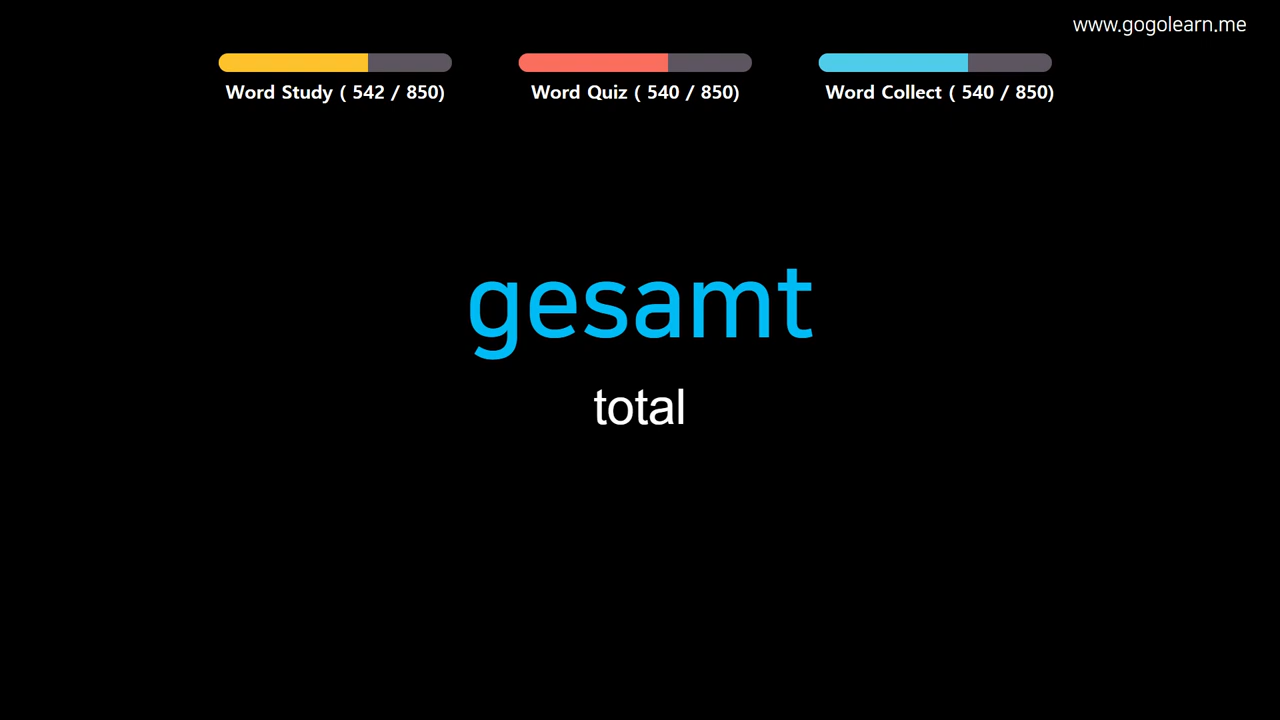 www.gogolearn.me
Word Study ( 542 / 850)
Word Quiz ( 540 / 850)
Word Collect ( 540 / 850)
gesamt
total